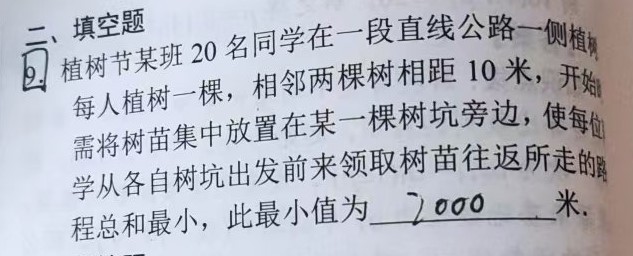 二、填空题
9. 植树节某班 20 名同学在一段直线公路一侧植树
每人植树一棵，相邻两棵树相距 10 米，开始
需将树苗集中放置在某一棵树坑旁边，使每位
学从各自树坑出发前来领取树苗往返所走的路
程总和最小，此最小值为 2000 米.